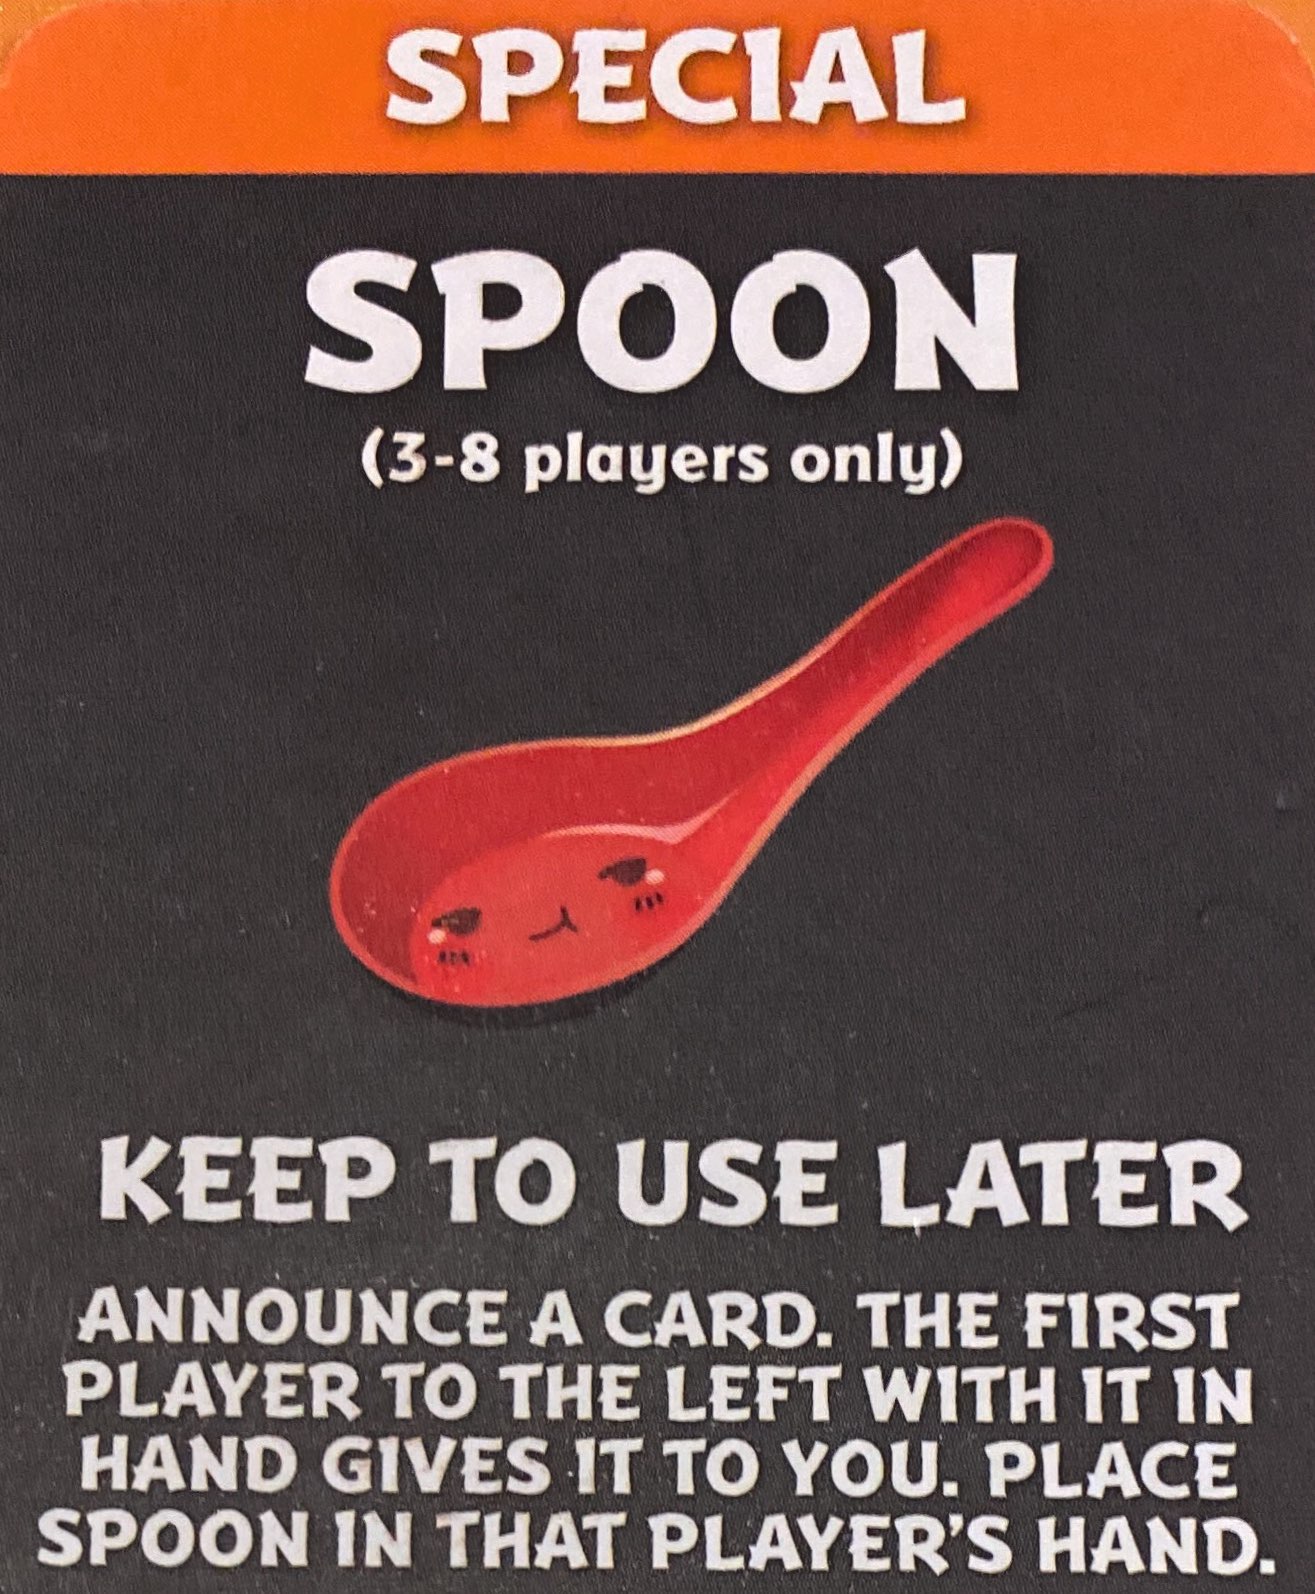 SPECIAL
SPOON
(3-8 players only)
KEEP TO USE LATER
ANNOUNCE A CARD. THE FIRST
PLAYER TO THE LEFT WITH IT IN
HAND GIVES IT TO YOU. PLACE
SPOON IN THAT PLAYER'S HAND.